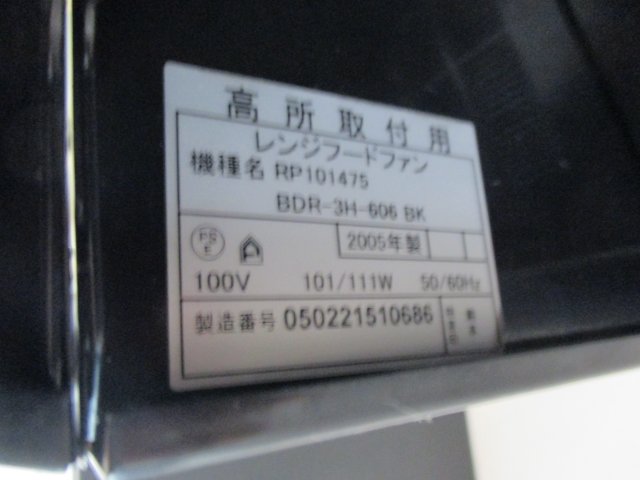 高所取付用
レンジフードファン
機種名 RP101475
BDR-3H-606 BK
PS E
2005年製
100V 101/111W 50/60Hz
製造番号 050221510686